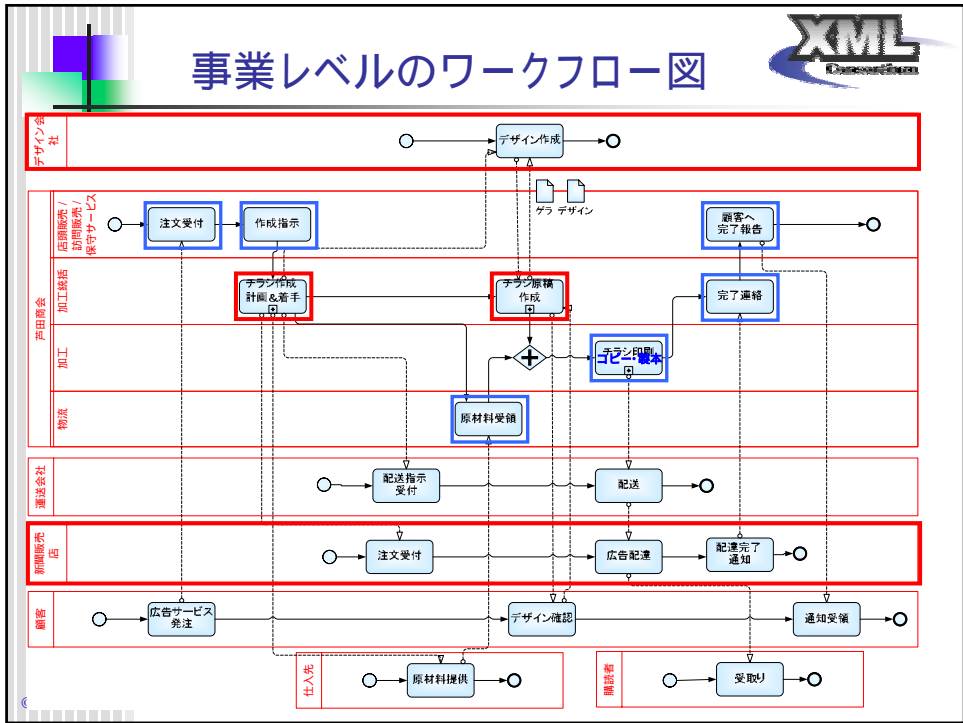 事業レベルのワークフロー図
XML
Consortium
デザイン会
社
デザイン作成
ゲラ
デザイン
芦田商会
店頭販売/
訪問販売/
保守サービス
注文受付
作成指示
顧客へ
完了報告
加工統括
チラシ作成
計画&着手
チラシ原稿
作成
完了連絡
加工
チラシ印刷
コピー・製本
物流
原材料受領
運送会社
配送指示
受付
配送
新聞販売
店
注文受付
広告配達
配達完了
通知
顧客
広告サービス
発注
デザイン確認
通知受領
仕入先
原材料提供
購読者
受取り
©